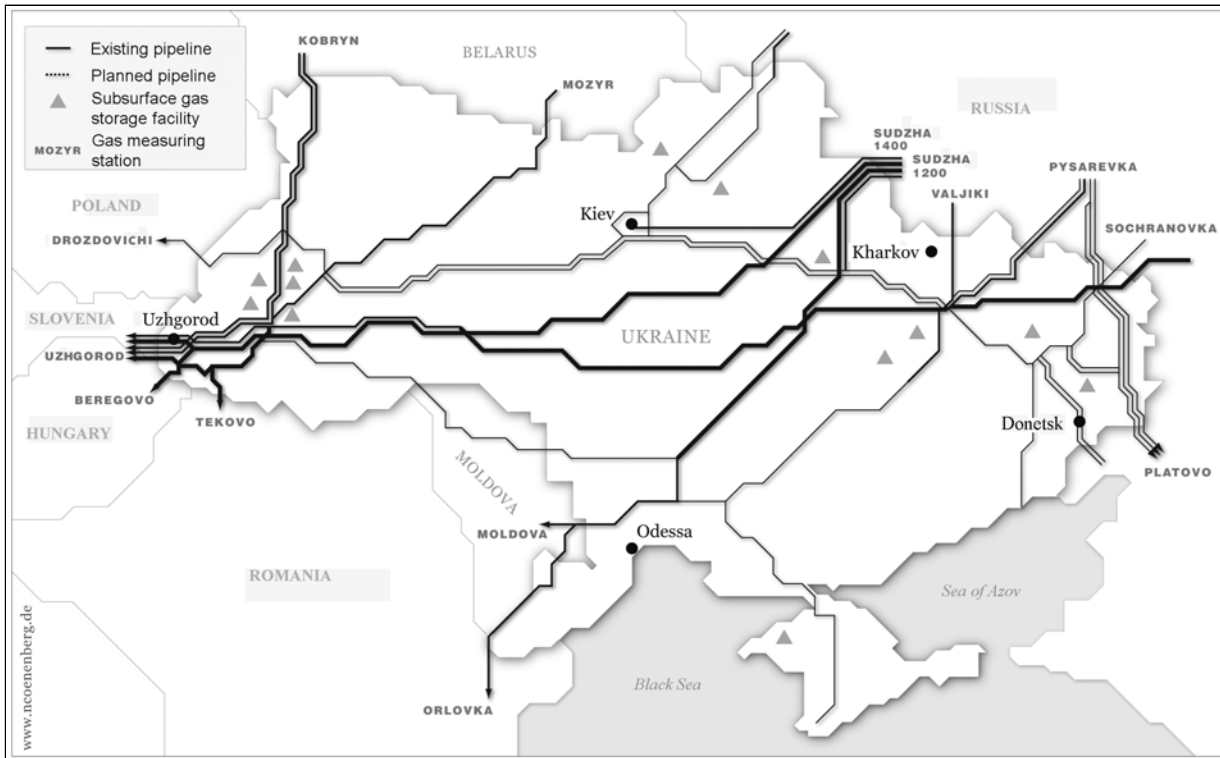 Existing pipeline
Planned pipeline
Subsurface gas
storage facility
MOZYR
Gas measuring
station
KOBRYN
BELARUS
MOZYR
RUSSIA
SUDZHA
1400
SUDZHA
1200
PYSAREVKA
VALJIKI
POLAND
DROZDOVICHI
Kiev
Kharkov
SOCHRANOVKA
SLOVENIA
Uzhgorod
UKRAINE
UZHGOROD
BEREGOVO
TEKOVO
HUNGARY
Donetsk
PLATOVO
MOLDOVA
MOLDOVA
Odessa
ROMANIA
Sea of Azov
Black Sea
ORLOVKA
www.ncoenenberg.de